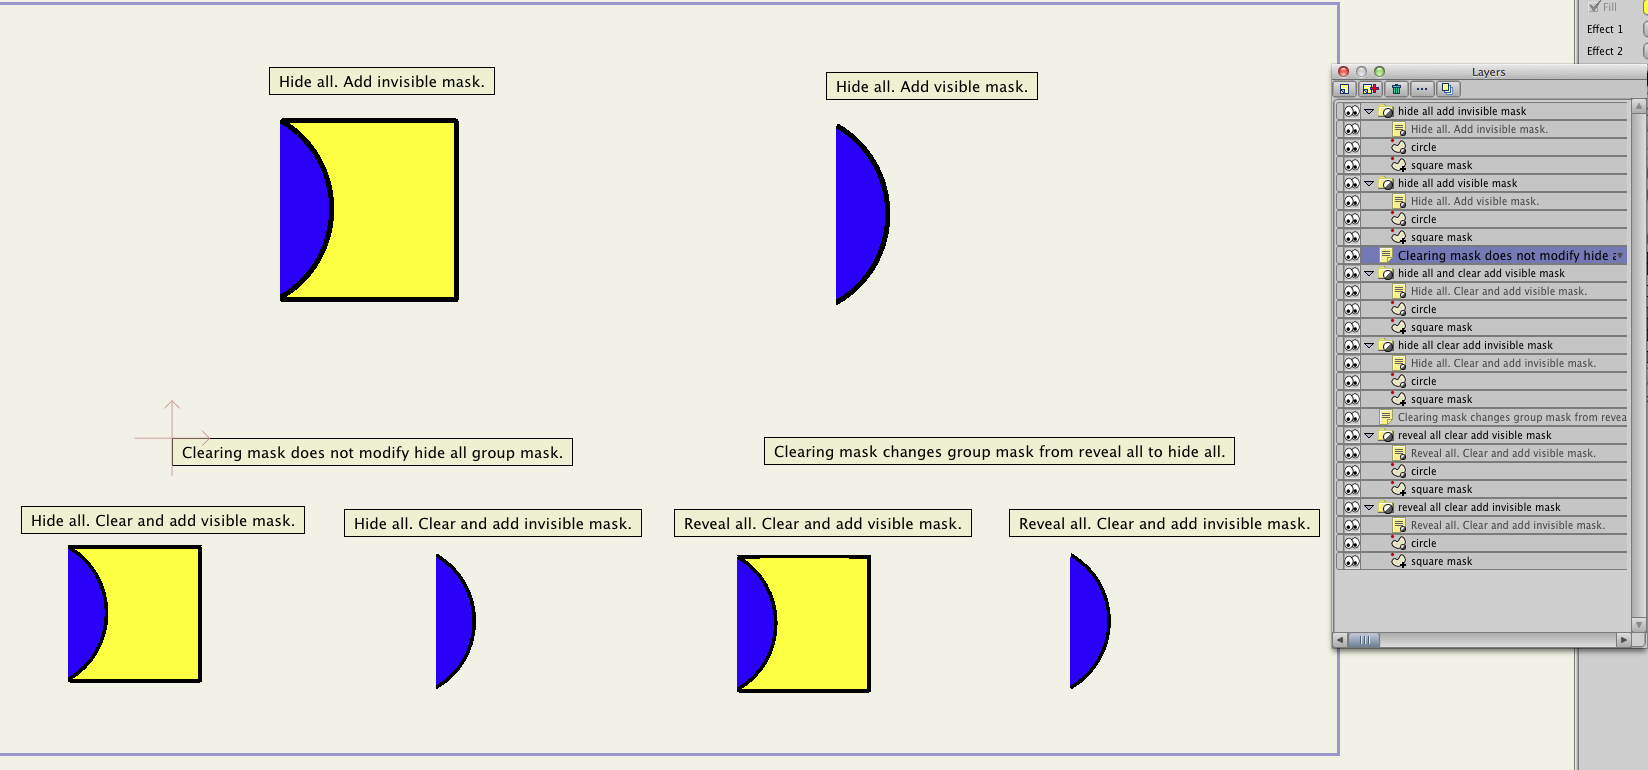 Hide all. Add invisible mask.
Hide all. Add visible mask.
Clearing mask does not modify hide all group mask.
Clearing mask changes group mask from reveal all to hide all.
Hide all. Clear and add visible mask.
Hide all. Clear and add invisible mask.
Reveal all. Clear and add visible mask.
Reveal all. Clear and add invisible mask.
Fill
Effect 1
Effect 2
Layers
hide all add invisible mask
Hide all. Add invisible mask.
circle
square mask
hide all add visible mask
Hide all. Add visible mask.
circle
square mask
Clearing mask does not modify hide a
hide all and clear add visible mask
Hide all. Clear and add visible mask.
circle
square mask
hide all clear add invisible mask
Hide all. Clear and add invisible mask.
circle
square mask
Clearing mask changes group mask from revea
reveal all clear add visible mask
Reveal all. Clear and add visible mask.
circle
square mask
reveal all clear add invisible mask
Reveal all. Clear and add invisible mask.
circle
square mask